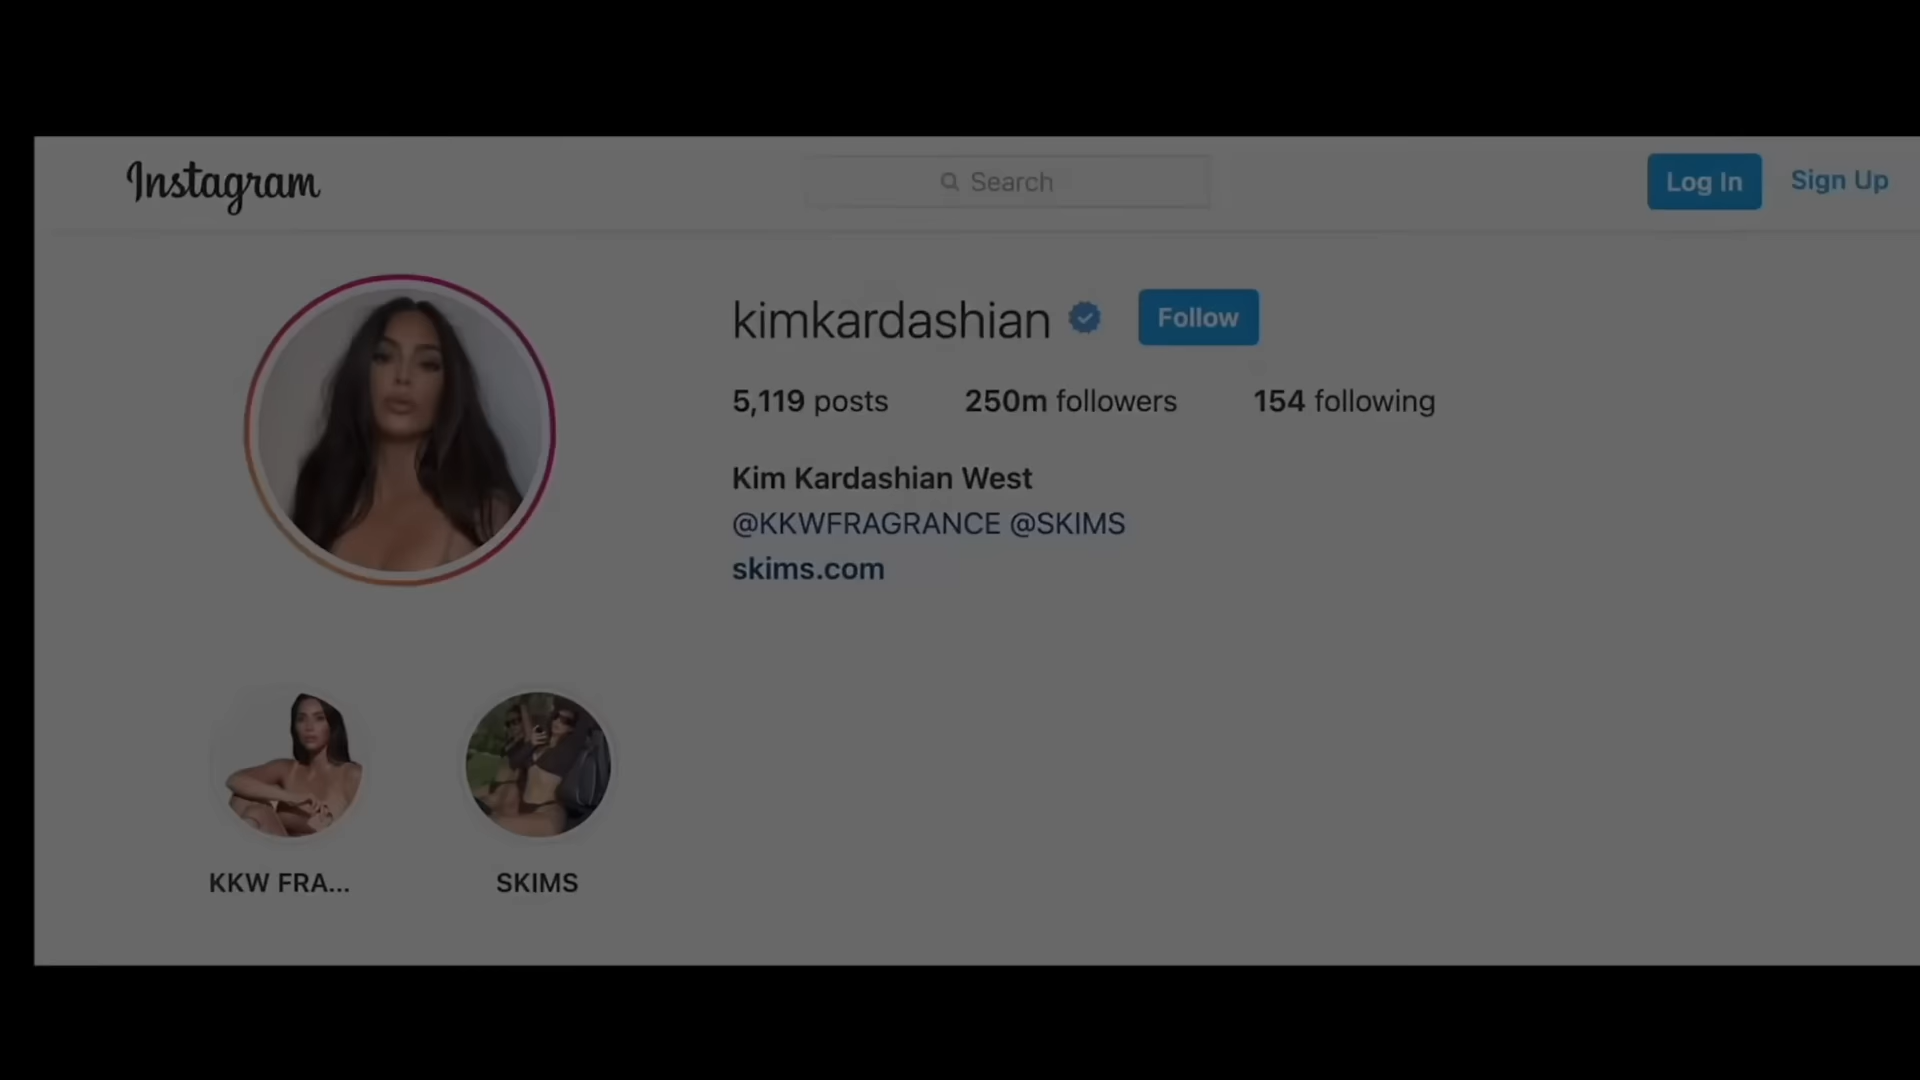 Instagram
Search
Log In
Sign Up
kimkardashian
Follow
5,119 posts
250m followers
154 following
Kim Kardashian West
@KKWFRAGRANCE @SKIMS
skims.com
KKW FRA...
SKIMS